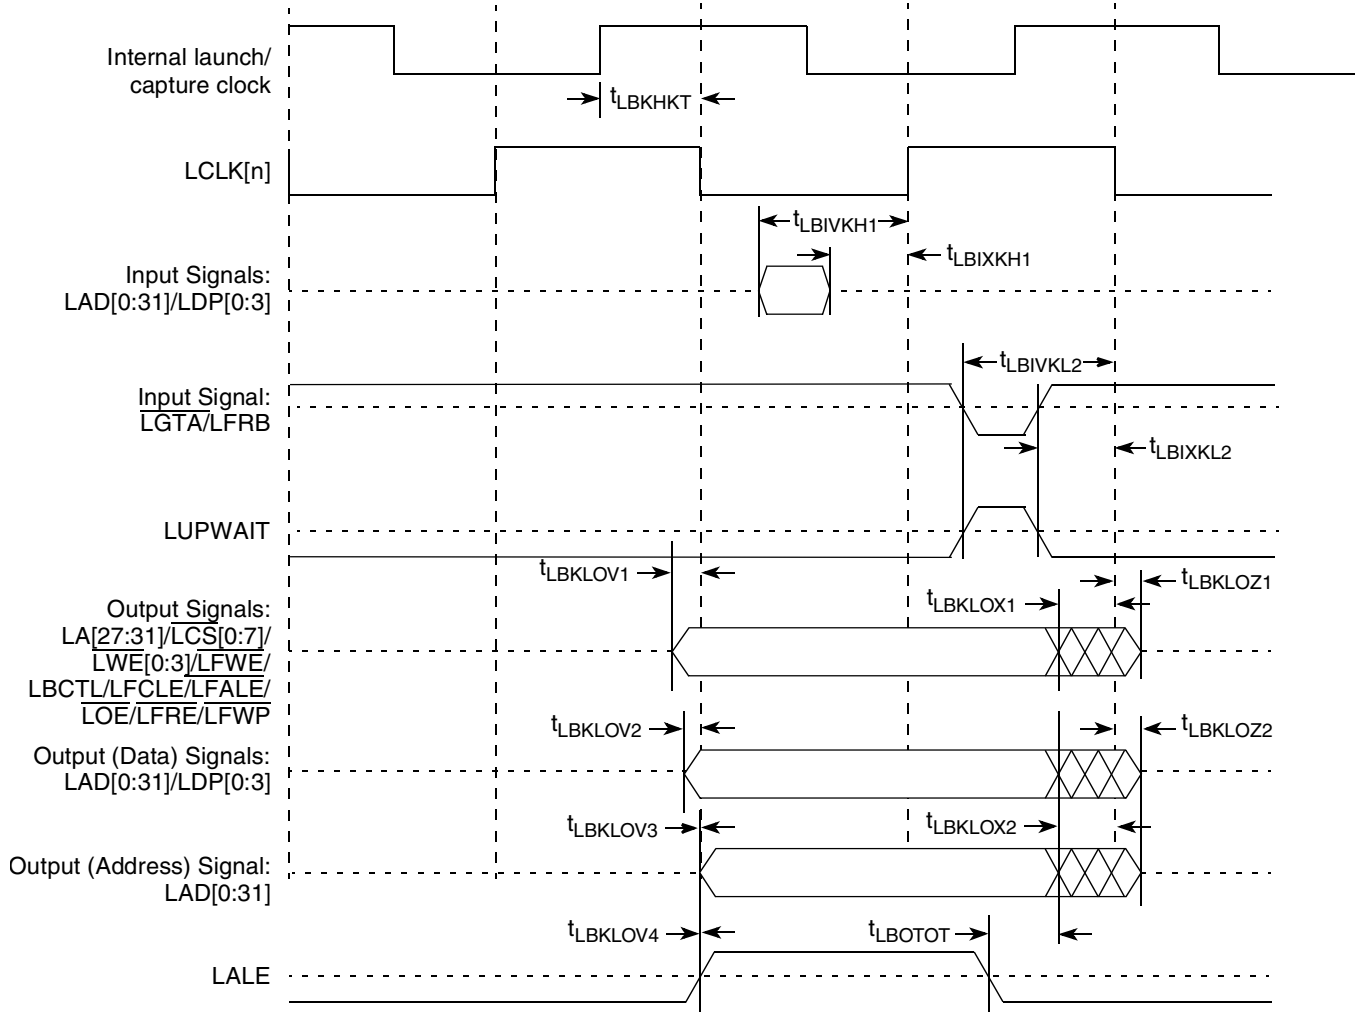 Internal launch/
capture clock
tLBKHKT
LCLK[n]
tLBIVKH1
tLBIXKH1
Input Signals:
LAD[0:31]/LDP[0:3]
tLBIVKL2
Input Signal:
LGTA/LFRB
tLBIXKL2
LUPWAIT
tLBKLOV1
tLBKLOZ1
tLBKLOX1
Output Signals:
LA[27:31]/LCS[0:7]/
LWE[0:3]/LFWE/
LBCTL/LFCLE/LFALE/
LOE/LFRE/LFWP
tLBKLOV2
tLBKLOZ2
Output (Data) Signals:
LAD[0:31]/LDP[0:3]
tLBKLOV3
tLBKLOX2
Output (Address) Signal:
LAD[0:31]
tLBKLOV4
tLBOTOT
LALE